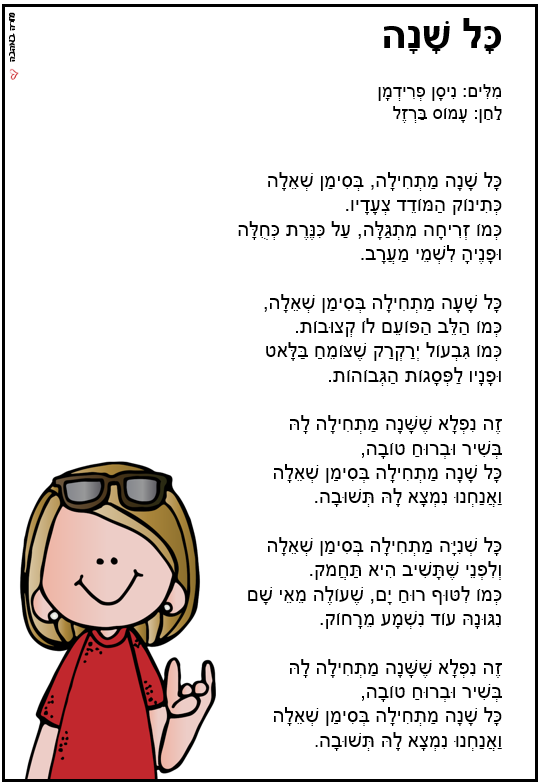 כָּל שָׁנָה
מִלִּים: נִיסָן פְרִידְמָן
לַחַן: עָמוֹס בַּרְזֶל
כָּל שָׁנָה מַתְחִילָה, בְּסִימַן שְׁאֵלָה
כְּתִינוֹק הַמּוֹדֵד צְעָדָיו.
כְּמוֹ זְרִיחָה מִתְגַלָּה, עַל כִּנֶּרֶת כְּחֻלָּה
וּפָנֶיהָ לִשְׁמֵי מַעֲרָב.
כָּל שָׁעָה מַתְחִילָה בְּסִימַן שְׁאֵלָה,
כְּמוֹ הַלֵּב הַפּוֹעֵם לוֹ קְצוּבוֹת.
כְּמוֹ גִּבְעוֹל יְרַקְרַק שֶׁצּוֹמֵחַ בַּלָּאט
וּפָנָיו לַפְּסָגוֹת הַגְּבוֹהוֹת.
זֶה נִפְלָא שֶׁשָּׁנָה מַתְחִילָה לָהּ
בְּשִׁיר וּבְרוּחַ טוֹבָה,
כָּל שָׁנָה מַתְחִילָה בְּסִימַן שְׁאֵלָה
וַאֲנַחְנוּ נִמְצָא לָהּ תְּשׁוּבָה.
כָּל שְׁנִיָּה מַתְחִילָה בְּסִימַן שְׁאֵלָה
וְלִפְנֵי שֶׁתָּשִׁיב הִיא תַּחֲמֹק.
כְּמוֹ לִטּוּף רוּחַ יָם, שֶׁעוֹלֶה מֵאֵי שָׁם
נִגּוּנָהּ עוֹד נִשְׁמָע מֵרָחוֹק.
זֶה נִפְלָא שֶׁשָּׁנָה מַתְחִילָה לָהּ
בְּשִׁיר וּבְרוּחַ טוֹבָה,
כָּל שָׁנָה מַתְחִילָה בְּסִימַן שְׁאֵלָה
וַאֲנַחְנוּ נִמְצָא לָהּ תְּשׁוּבָה.